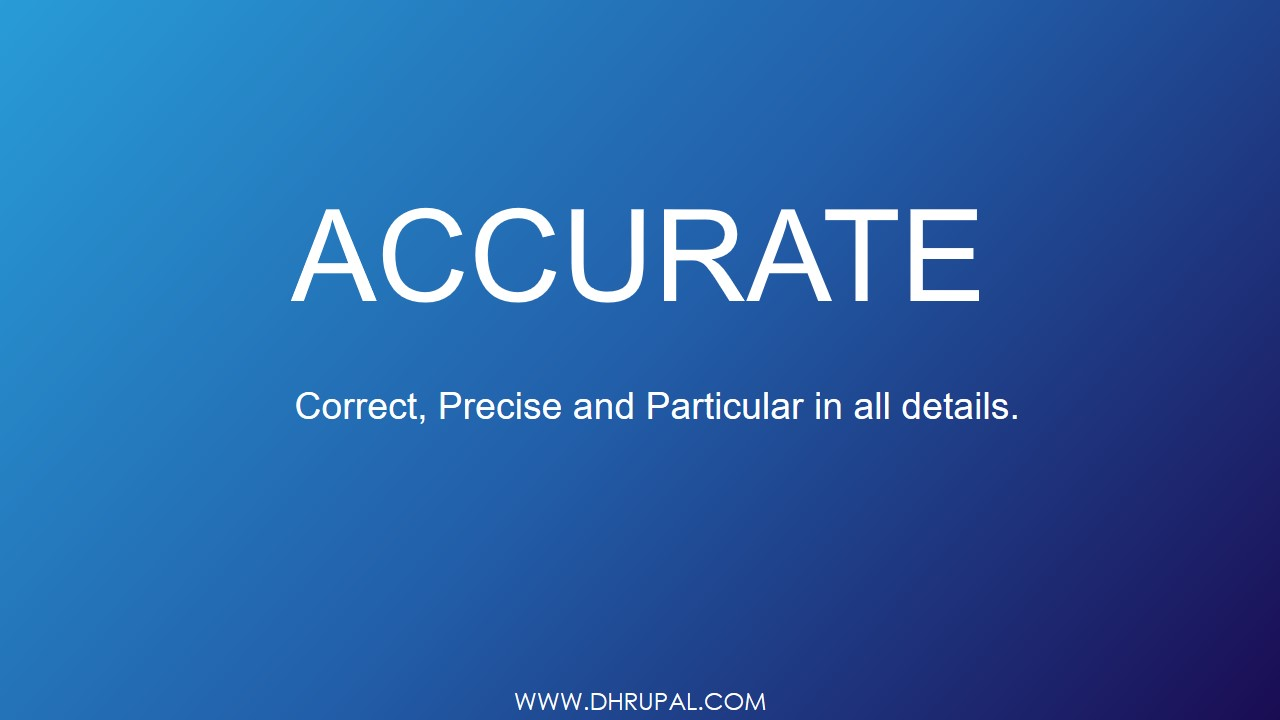 ACCURATE
Correct, Precise and Particular in all details.
WWW.DHRUPAL.COM